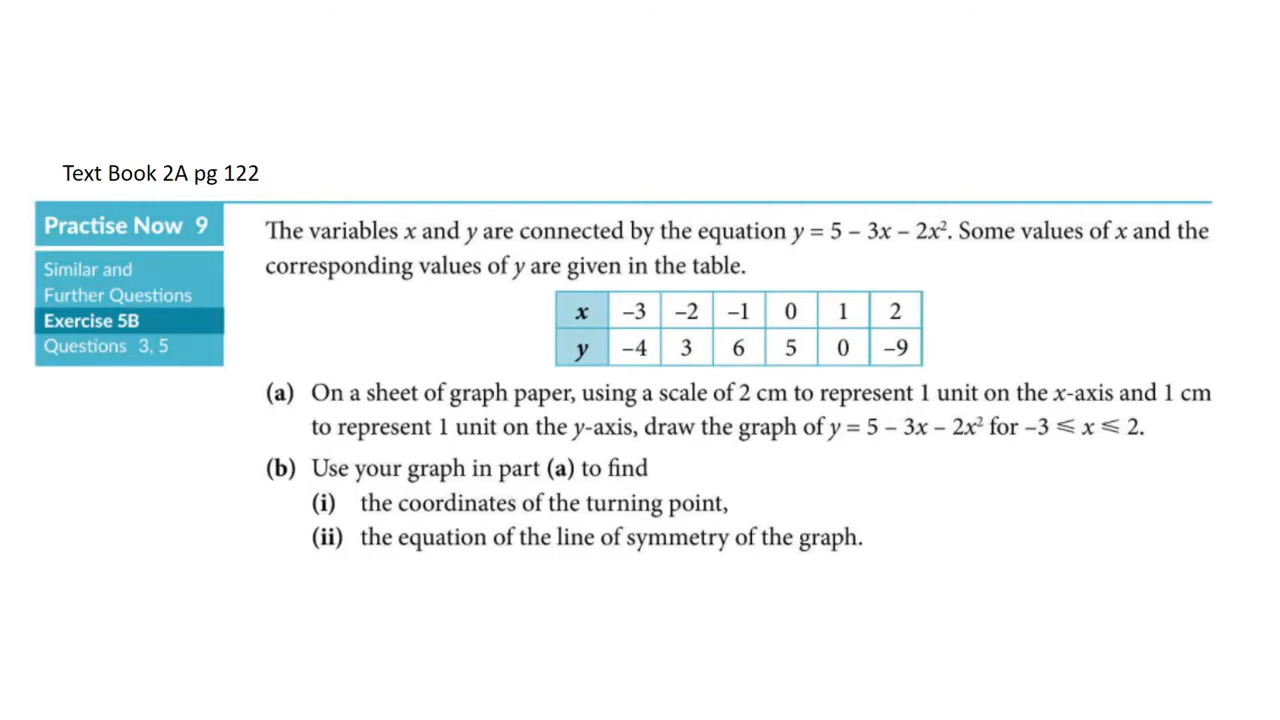 Text Book 2A pg 122
Practise Now 9
Similar and
Further Questions
Exercise 5B
Questions 3, 5
The variables x and y are connected by the equation y = 5 – 3x – 2x². Some values of x and the
corresponding values of y are given in the table.
x –3 –2 –1 0 1 2
y –4 3 6 5 0 –9
(a) On a sheet of graph paper, using a scale of 2 cm to represent 1 unit on the x-axis and 1 cm
to represent 1 unit on the y-axis, draw the graph of y = 5 – 3x – 2x² for –3 ⩽ x ⩽ 2.
(b) Use your graph in part (a) to find
(i) the coordinates of the turning point,
(ii) the equation of the line of symmetry of the graph.